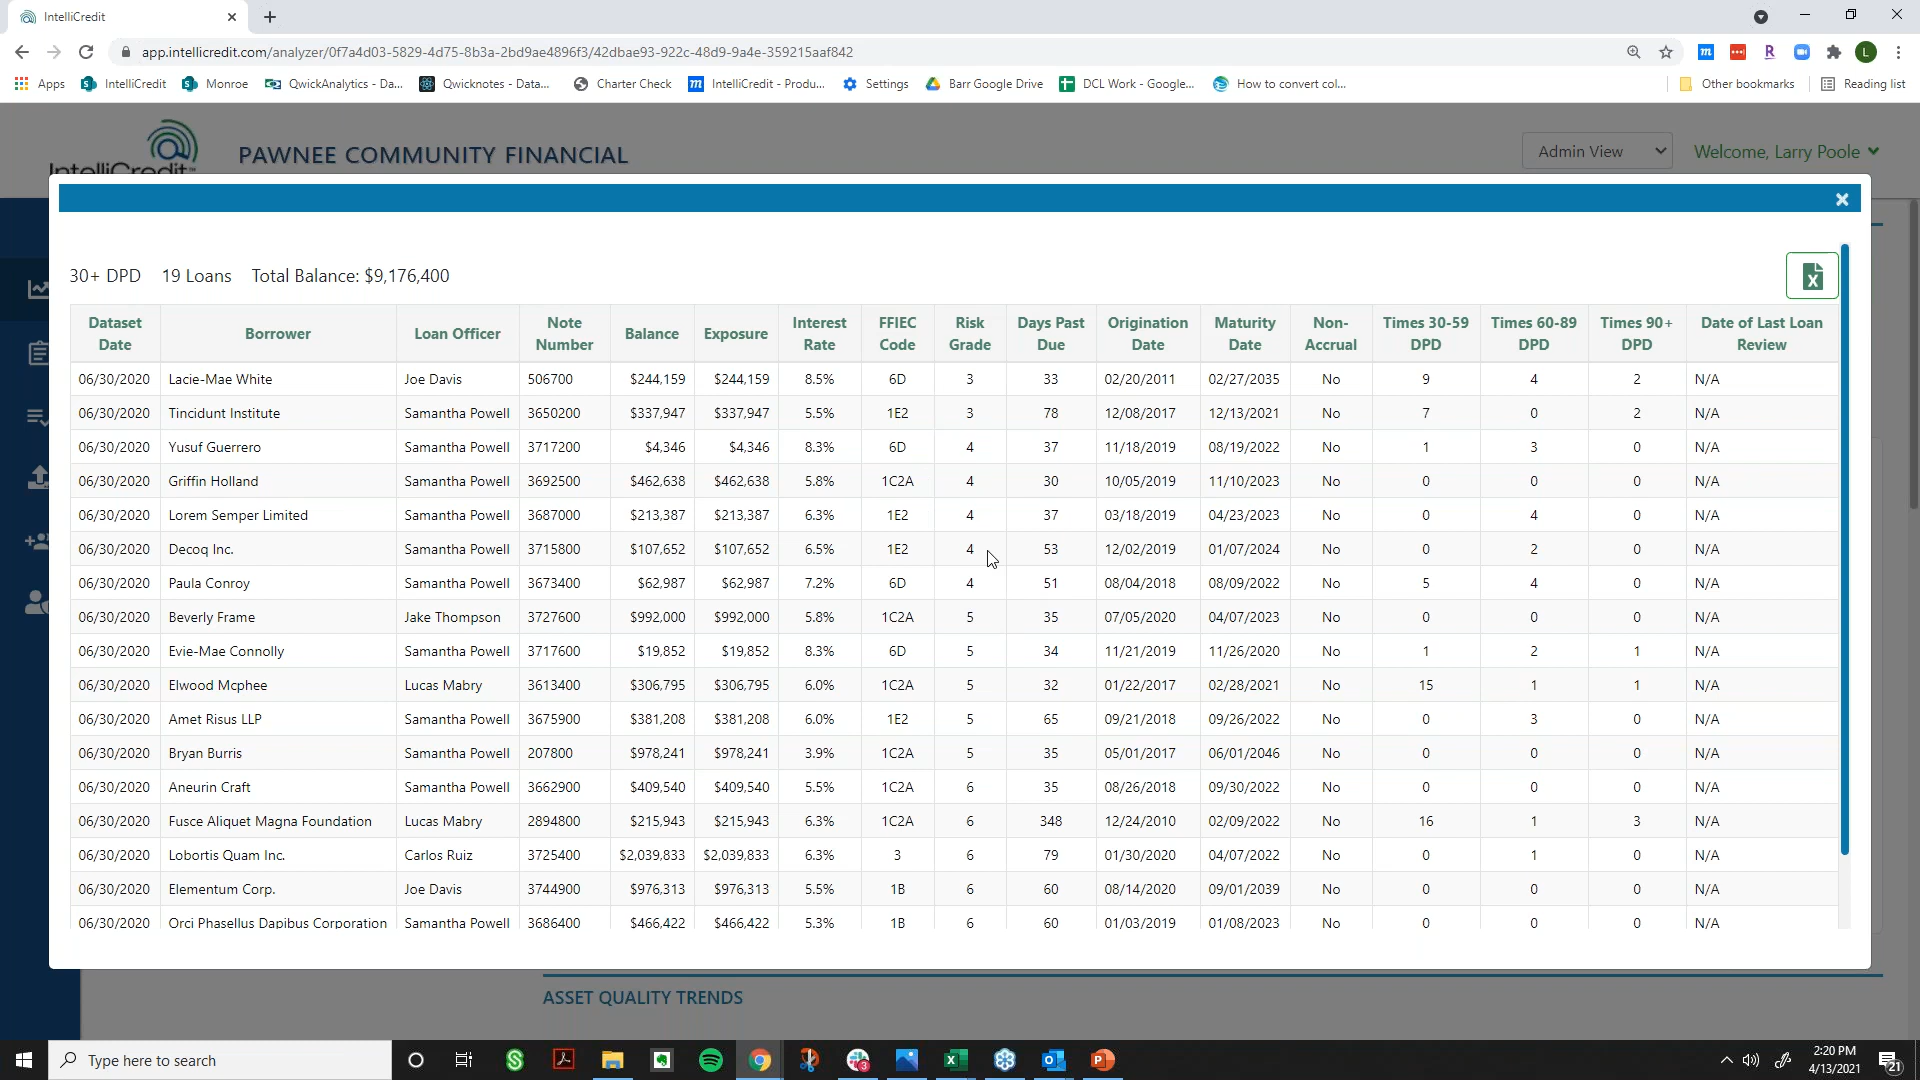 IntelliCredit
app.intellicredit.com/analyzer/0f7a4d03-5829-4d75-8b3a-2bd9ae4896f3/42dbae93-922c-48d9-9a4e-359215aaf842
Apps IntelliCredit Monroe QwickAnalytics - Da... Qwicknotes - Data... Charter Check IntelliCredit - Produ... Settings Barr Google Drive DCL Work - Google... How to convert col... Other bookmarks Reading list
IntelliCredit PAWNEE COMMUNITY FINANCIAL Admin View Welcome, Larry Poole
30+ DPD 19 Loans Total Balance: $9,176,400
Dataset Date Borrower Loan Officer Note Number Balance Exposure Interest Rate FFIEC Code Risk Grade Days Past Due Origination Date Maturity Date Non-Accrual Times 30-59 DPD Times 60-89 DPD Times 90+ DPD Date of Last Loan Review
06/30/2020 Lacie-Mae White Joe Davis 506700 $244,159 $244,159 8.5% 6D 3 33 02/20/2011 02/27/2035 No 9 4 2 N/A
06/30/2020 Tincidunt Institute Samantha Powell 3650200 $337,947 $337,947 5.5% 1E2 3 78 12/08/2017 12/13/2021 No 7 0 2 N/A
06/30/2020 Yusuf Guerrero Samantha Powell 3717200 $4,346 $4,346 8.3% 6D 4 37 11/18/2019 08/19/2022 No 1 3 0 N/A
06/30/2020 Griffin Holland Samantha Powell 3692500 $462,638 $462,638 5.8% 1C2A 4 30 10/05/2019 11/10/2023 No 0 0 0 N/A
06/30/2020 Lorem Semper Limited Samantha Powell 3687000 $213,387 $213,387 6.3% 1E2 4 37 03/18/2019 04/23/2023 No 0 4 0 N/A
06/30/2020 Decoq Inc. Samantha Powell 3715800 $107,652 $107,652 6.5% 1E2 4 53 12/02/2019 01/07/2024 No 0 2 0 N/A
06/30/2020 Paula Conroy Samantha Powell 3673400 $62,987 $62,987 7.2% 6D 4 51 08/04/2018 08/09/2022 No 5 4 0 N/A
06/30/2020 Beverly Frame Jake Thompson 3727600 $992,000 $992,000 5.8% 1C2A 5 35 07/05/2020 04/07/2023 No 0 0 0 N/A
06/30/2020 Evie-Mae Connolly Samantha Powell 3717600 $19,852 $19,852 8.3% 6D 5 34 11/21/2019 11/26/2020 No 1 2 1 N/A
06/30/2020 Elwood Mcphee Lucas Mabry 3613400 $306,795 $306,795 6.0% 1C2A 5 32 01/22/2017 02/28/2021 No 15 1 1 N/A
06/30/2020 Amet Risus LLP Samantha Powell 3675900 $381,208 $381,208 6.0% 1E2 5 65 09/21/2018 09/26/2022 No 0 3 0 N/A
06/30/2020 Bryan Burris Samantha Powell 207800 $978,241 $978,241 3.9% 1C2A 5 35 05/01/2017 06/01/2046 No 0 0 0 N/A
06/30/2020 Aneurin Craft Samantha Powell 3662900 $409,540 $409,540 5.5% 1C2A 6 35 08/26/2018 09/30/2022 No 0 0 0 N/A
06/30/2020 Fusce Aliquet Magna Foundation Lucas Mabry 2894800 $215,943 $215,943 6.3% 1C2A 6 348 12/24/2010 02/09/2022 No 16 1 3 N/A
06/30/2020 Lobortis Quam Inc. Carlos Ruiz 3725400 $2,039,833 $2,039,833 6.3% 3 6 79 01/30/2020 04/07/2022 No 0 1 0 N/A
06/30/2020 Elementum Corp. Joe Davis 3744900 $976,313 $976,313 5.5% 1B 6 60 08/14/2020 09/01/2039 No 0 0 0 N/A
06/30/2020 Orci Phasellus Dapibus Corporation Samantha Powell 3686400 $466,422 $466,422 5.3% 1B 6 60 01/03/2019 01/08/2023 No 0 0 0 N/A
ASSET QUALITY TRENDS
Type here to search
2:20 PM
4/13/2021
21